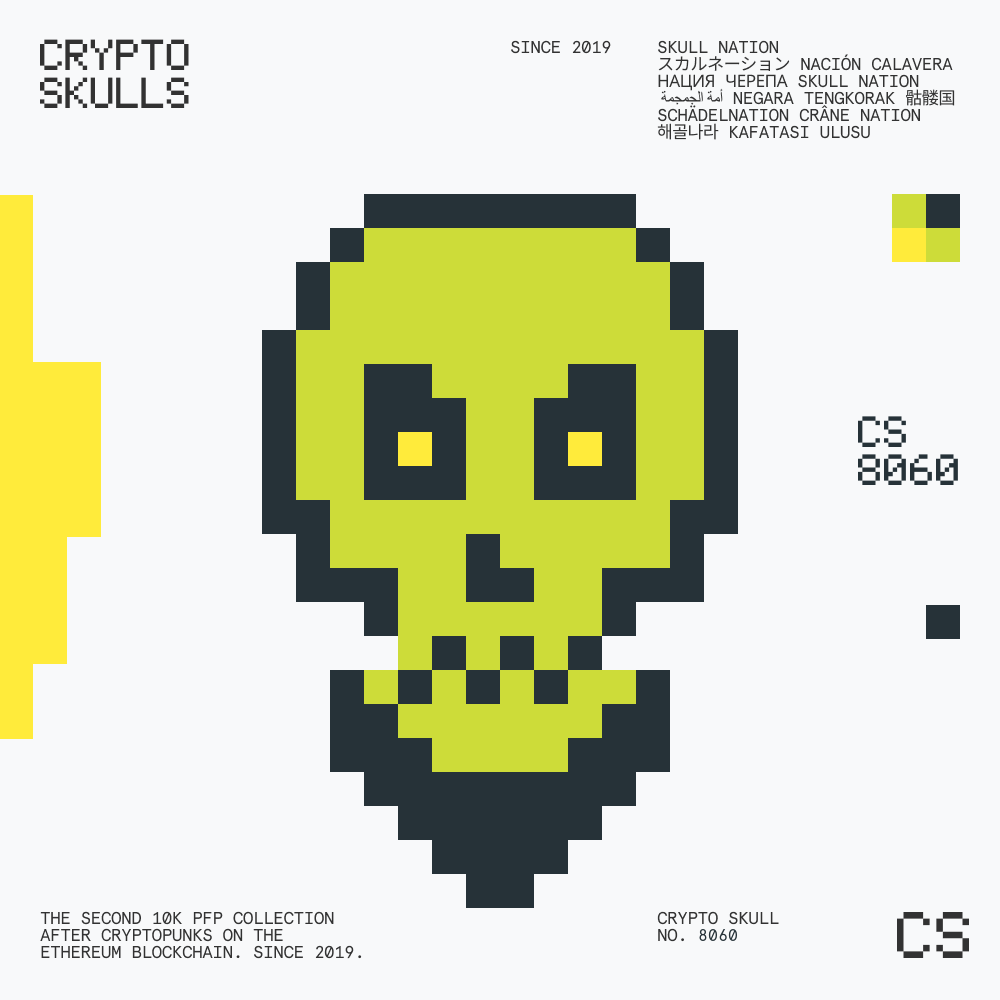 CRYPTO
SKULLS
SINCE 2019
SKULL NATION
スカルネーション NACIÓN CALAVERA
НАЦИЯ ЧЕРЕПА SKULL NATION
أمة الجمجمة NEGARA TENGKORAK 骷髅国
SCHÄDELNATION CRÂNE NATION
해골나라 KAFATASI ULUSU
CS
8060
THE SECOND 10K PFP COLLECTION
AFTER CRYPTOPUNKS ON THE
ETHEREUM BLOCKCHAIN. SINCE 2019.
CRYPTO SKULL
NO. 8060
CS